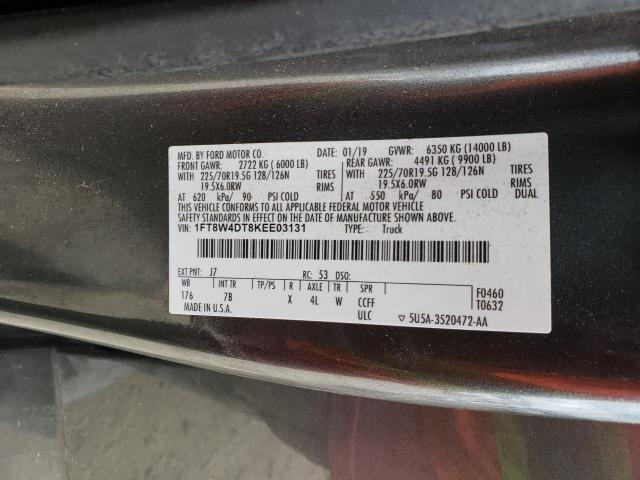 MFD. BY FORD MOTOR CO. DATE: 01/19 GVWR: 6350 KG (14000 LB)
FRONT GAWR: 2722 KG (6000 LB) REAR GAWR: 4491 KG (9900 LB)
WITH 225/70R19.5G 128/126N TIRES WITH 225/70R19.5G 128/126N TIRES
19.5X6.0RW RIMS 19.5X6.0RW RIMS
AT 620 kPa/ 90 PSI COLD AT 550 kPa/ 80 PSI COLD DUAL
THIS VEHICLE CONFORMS TO ALL APPLICABLE FEDERAL MOTOR VEHICLE
SAFETY STANDARDS IN EFFECT ON THE DATE OF MANUFACTURE SHOWN ABOVE.
VIN: 1FT8W4DT8KEE03131 TYPE: Truck
EXT PNT: J7 RC: 53 DSO:
WB INT TR TP/PS R AXLE TR SPR F0460
176 7B X 4L W CCFF T0632
MADE IN U.S.A. ULC ▽ 5U5A-3520472-AA